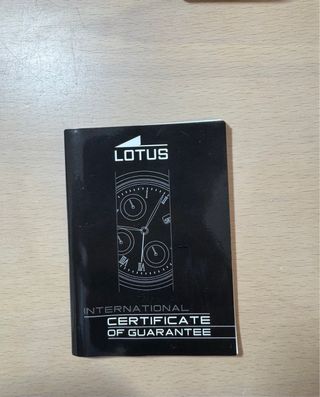 LOTUS
INTERNATIONAL
CERTIFICATE
OF GUARANTEE